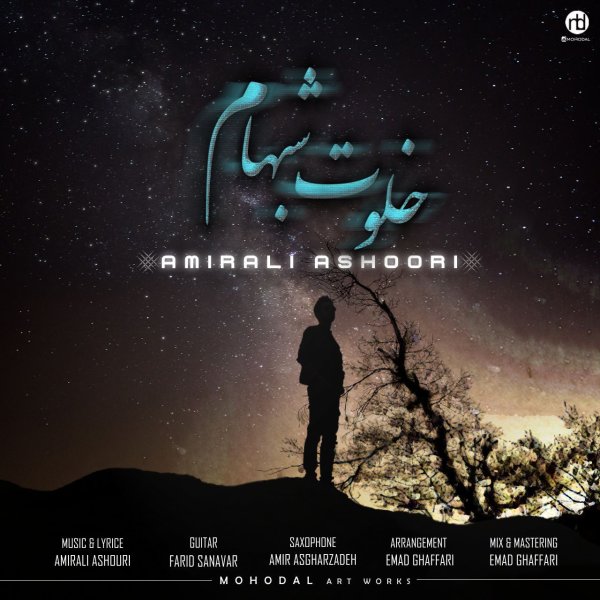 MOHODAL
خلوت شبهام
AMIRALI ASHOORI
MUSIC & LYRICE
AMIRALI ASHOURI
GUITAR
FARID SANAVAR
SAXOPHONE
AMIR ASGHARZADEH
ARRANGEMENT
EMAD GHAFFARI
MIX & MASTERING
EMAD GHAFFARI
MOHODAL ART WORKS